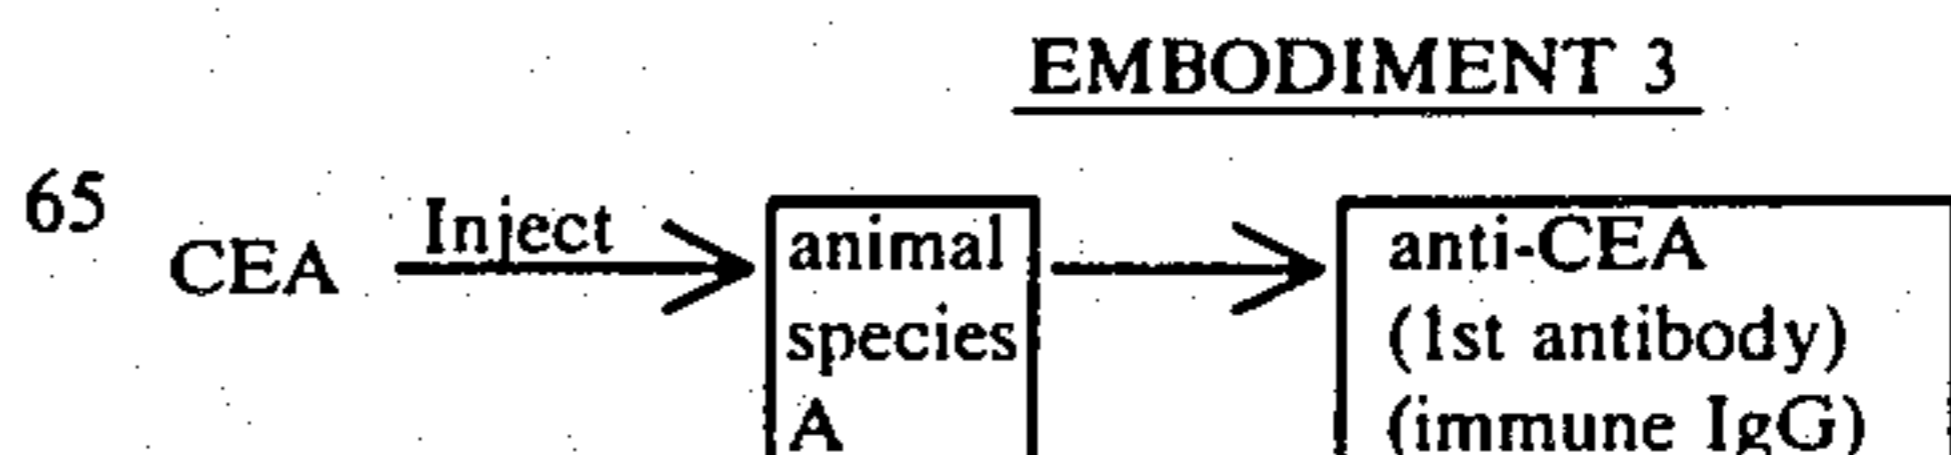 EMBODIMENT 3
65
CEA Inject animal anti-CEA
species (1st antibody)
A (immune IgG)